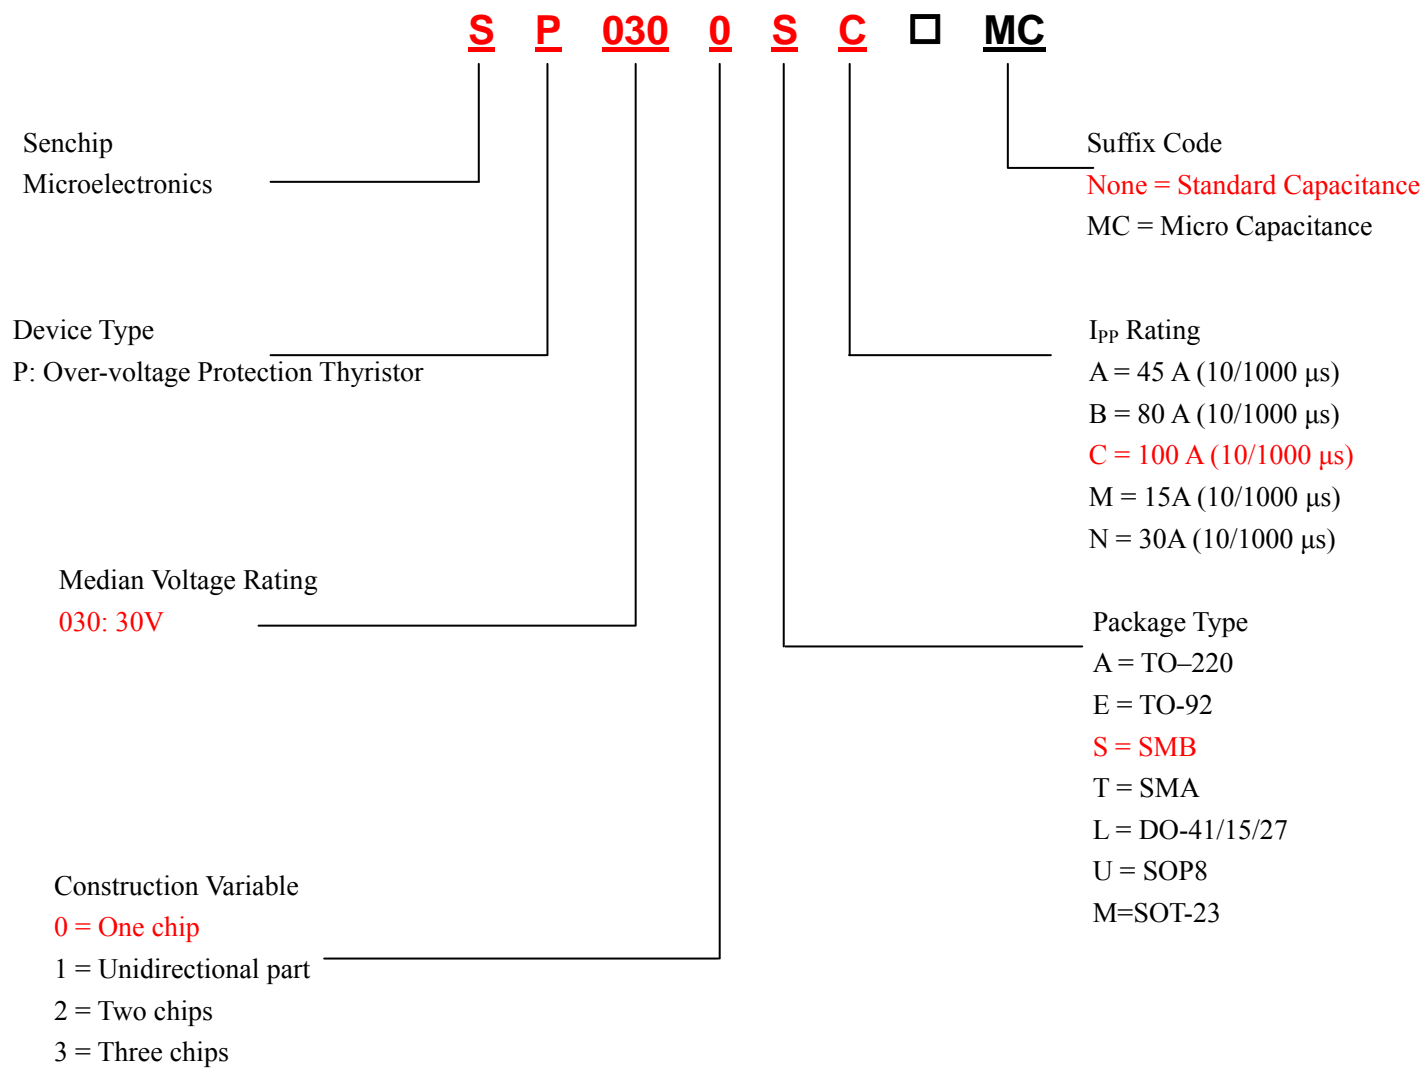 S P 030 0 S C □ MC
Senchip
Microelectronics
Suffix Code
None = Standard Capacitance
MC = Micro Capacitance
Device Type
P: Over-voltage Protection Thyristor
IPP Rating
A = 45 A (10/1000 μs)
B = 80 A (10/1000 μs)
C = 100 A (10/1000 μs)
M = 15A (10/1000 μs)
N = 30A (10/1000 μs)
Median Voltage Rating
030: 30V
Package Type
A = TO–220
E = TO-92
S = SMB
T = SMA
L = DO-41/15/27
U = SOP8
M=SOT-23
Construction Variable
0 = One chip
1 = Unidirectional part
2 = Two chips
3 = Three chips